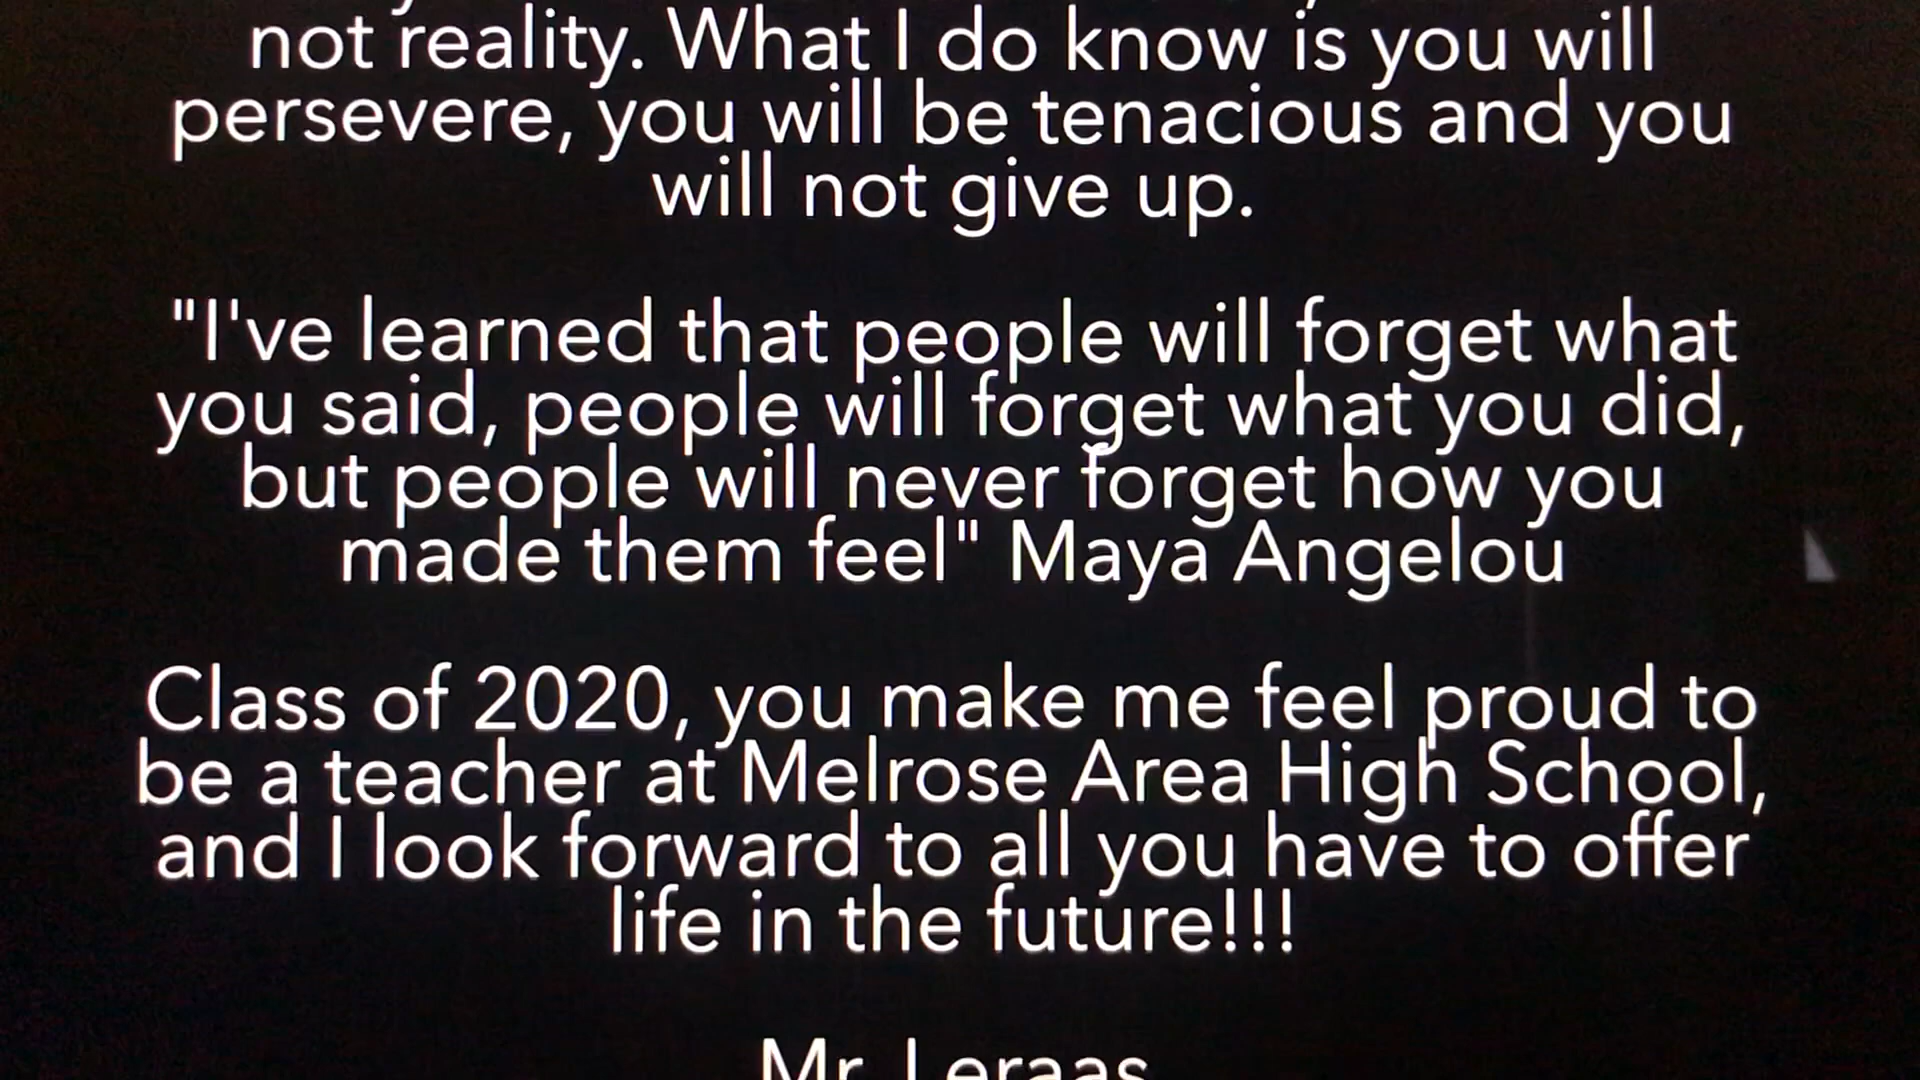 not reality. What I do know is you will
persevere, you will be tenacious and you
will not give up.
"I've learned that people will forget what
you said, people will forget what you did,
but people will never forget how you
made them feel" Maya Angelou
Class of 2020, you make me feel proud to
be a teacher at Melrose Area High School,
and I look forward to all you have to offer
life in the future!!!
Mr. Leraas